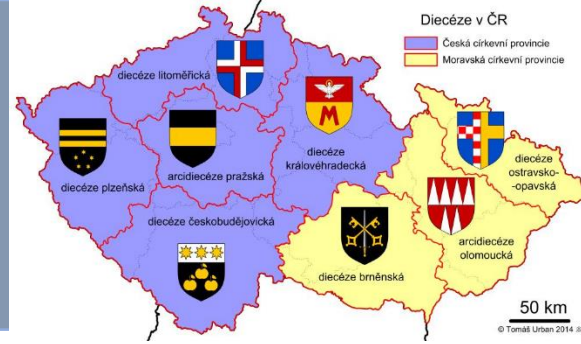 Diecéze v ČR
Česká církevní provincie
Moravská církevní provincie
diecéze litoměřická
M
diecéze
královéhradecká
arcidiecéze pražská
diecéze plzeňská
diecéze českobudějovická
diecéze brněnská
diecéze
ostravsko-
-opavská
arcidiecéze
olomoucká
50 km
© Tomáš Urban 2014